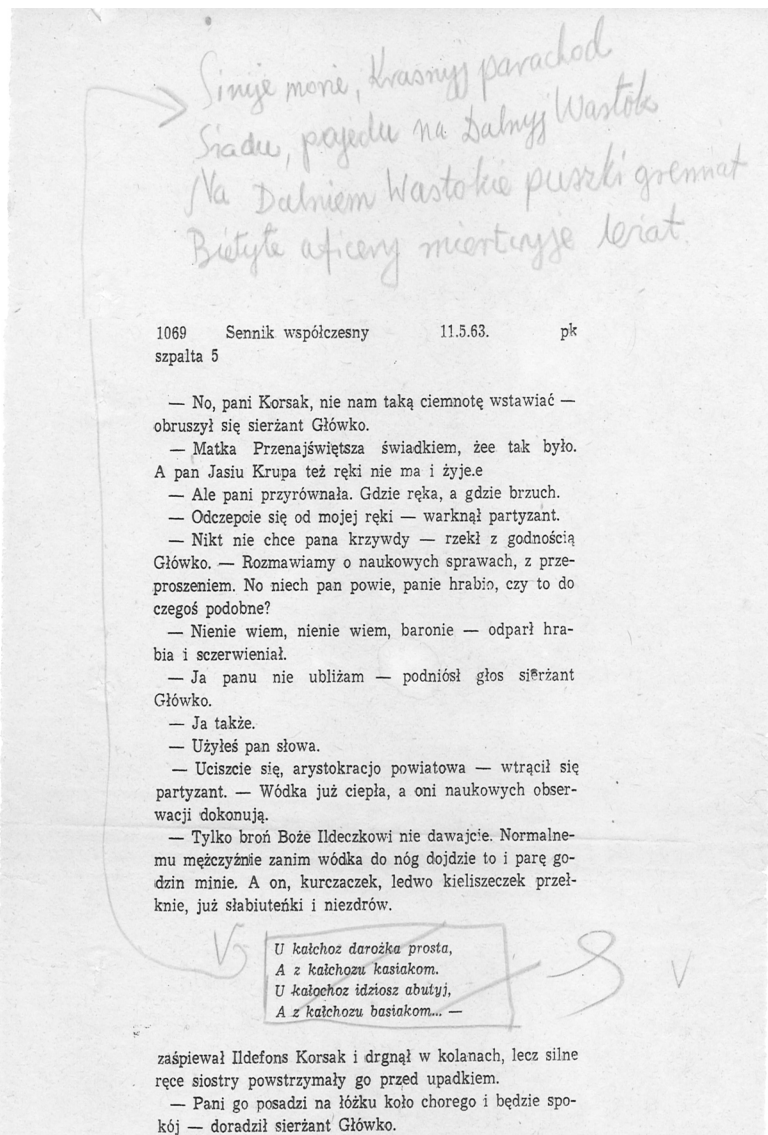 Sinije morie, Krasnyj parachod
Siadu, pajedu na Dalnyj Wastok
Na Dalniem Wastokie puszki griemiat
Biełyje aficery miortwyje leżat.
1069 Sennik współczesny 11.5.63. pk
szpalta 5
— No, pani Korsak, nie nam taką ciemnotę wstawiać —
obruszył się sierżant Główko.
— Matka Przenajświętsza świadkiem, żee tak było.
A pan Jasiu Krupa też ręki nie ma i żyje.e
— Ale pani przyrównała. Gdzie ręka, a gdzie brzuch.
— Odczepcie się od mojej ręki — warknął partyzant.
— Nikt nie chce pana krzywdy — rzekł z godnością
Główko. — Rozmawiamy o naukowych sprawach, z prze-
proszeniem. No niech pan powie, panie hrabio, czy to do
czegoś podobne?
— Nienie wiem, nienie wiem, baronie — odparł hra-
bia i sczerwieniał.
— Ja panu nie ubliżam — podniósł głos sierżant
Główko.
— Ja także.
— Użyłeś pan słowa.
— Uciszcie się, arystokracjo powiatowa — wtrącił się
partyzant. — Wódka już ciepła, a oni naukowych obser-
wacji dokonują.
— Tylko broń Boże Ildeczkowi nie dawajcie. Normalne-
mu mężczyźnie zanim wódka do nóg dojdzie to i parę go-
dzin minie. A on, kurczaczek, ledwo kieliszeczek przeł-
knie, już słabiuteńki i niezdrów.
U kałchoz darożka prosta,
A z kałchozu kasiakom.
U kałochoz idziosz abutyj,
A z kałchozu basiakom... —
zaśpiewał Ildefons Korsak i drgnął w kolanach, lecz silne
ręce siostry powstrzymały go przed upadkiem.
— Pani go posadzi na łóżku koło chorego i będzie spo-
kój — doradził sierżant Główko.